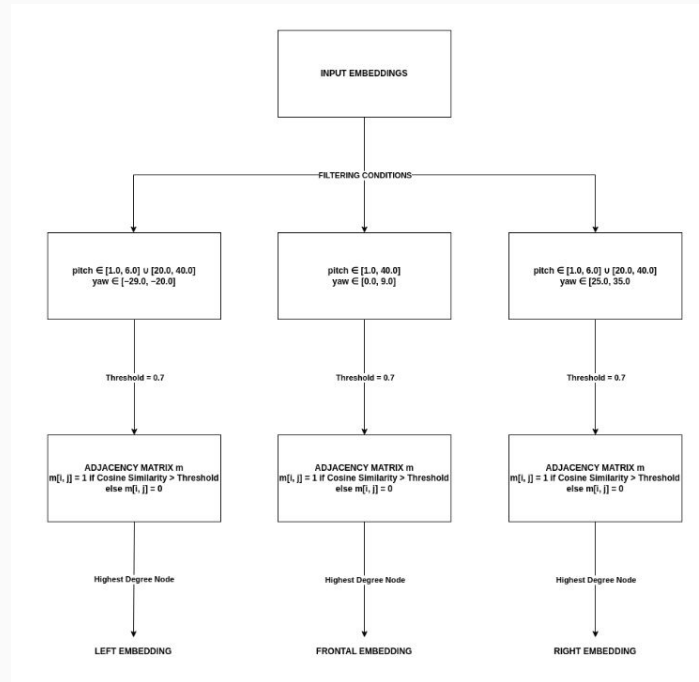 INPUT EMBEDDINGS
FILTERING CONDITIONS
pitch ∈ [1.0, 6.0] ∪ [20.0, 40.0]
yaw ∈ [−29.0, −20.0]
pitch ∈ [1.0, 40.0]
yaw ∈ [0.0, 9.0]
pitch ∈ [1.0, 6.0] ∪ [20.0, 40.0]
yaw ∈ [25.0, 35.0
Threshold = 0.7
Threshold = 0.7
Threshold = 0.7
ADJACENCY MATRIX m
m[i, j] = 1 if Cosine Similarity > Threshold
else m[i, j] = 0
ADJACENCY MATRIX m
m[i, j] = 1 if Cosine Similarity > Threshold
else m[i, j] = 0
ADJACENCY MATRIX m
m[i, j] = 1 if Cosine Similarity > Threshold
else m[i, j] = 0
Highest Degree Node
Highest Degree Node
Highest Degree Node
LEFT EMBEDDING
FRONTAL EMBEDDING
RIGHT EMBEDDING